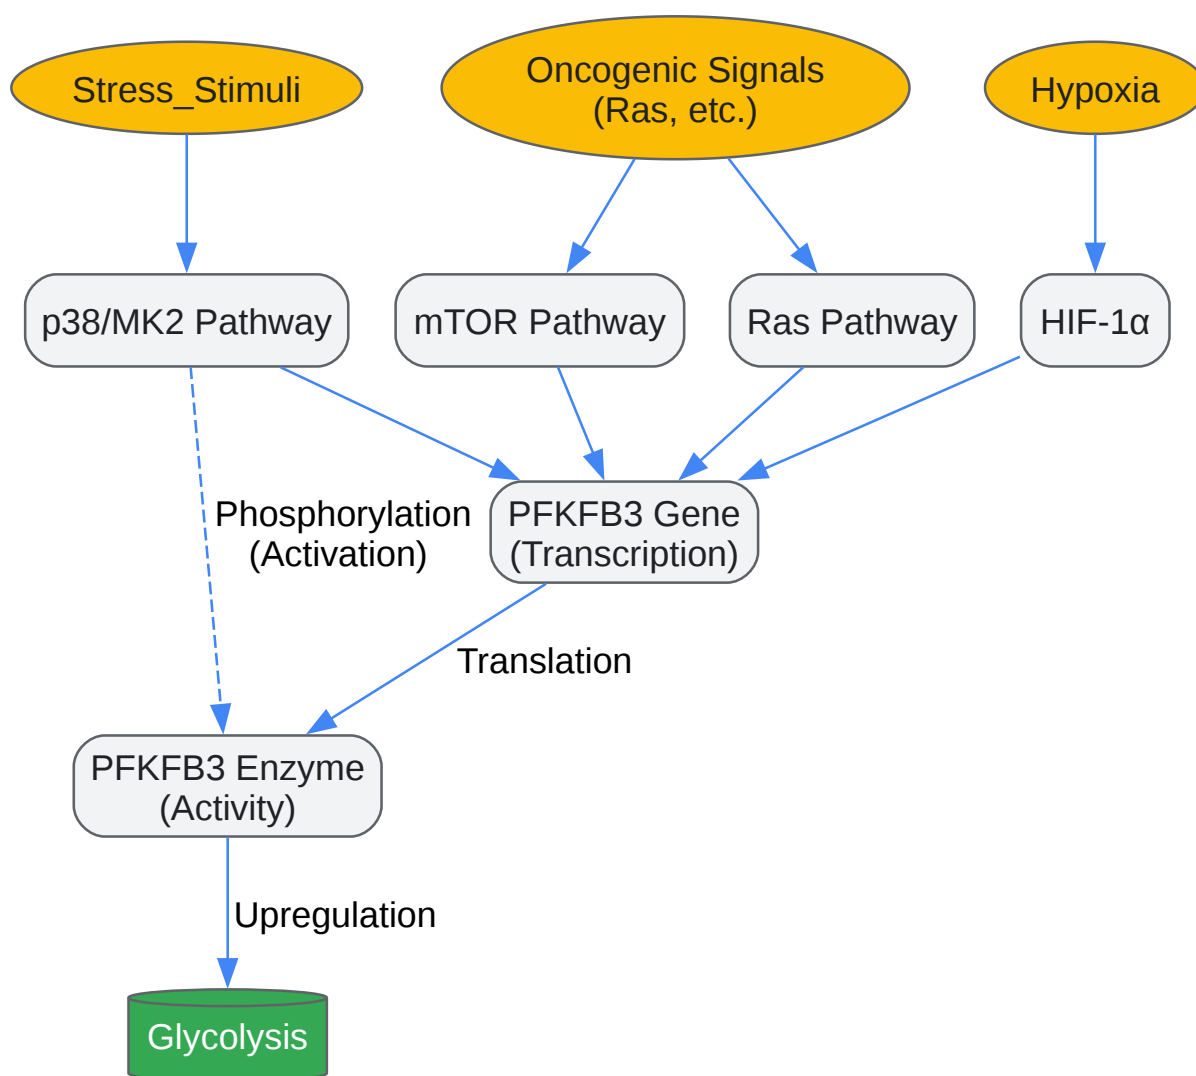 Stress_Stimuli
Oncogenic Signals
(Ras, etc.)
Hypoxia
p38/MK2 Pathway
mTOR Pathway
Ras Pathway
HIF-1α
Phosphorylation
(Activation)
PFKFB3 Gene
(Transcription)
Translation
PFKFB3 Enzyme
(Activity)
Upregulation
Glycolysis